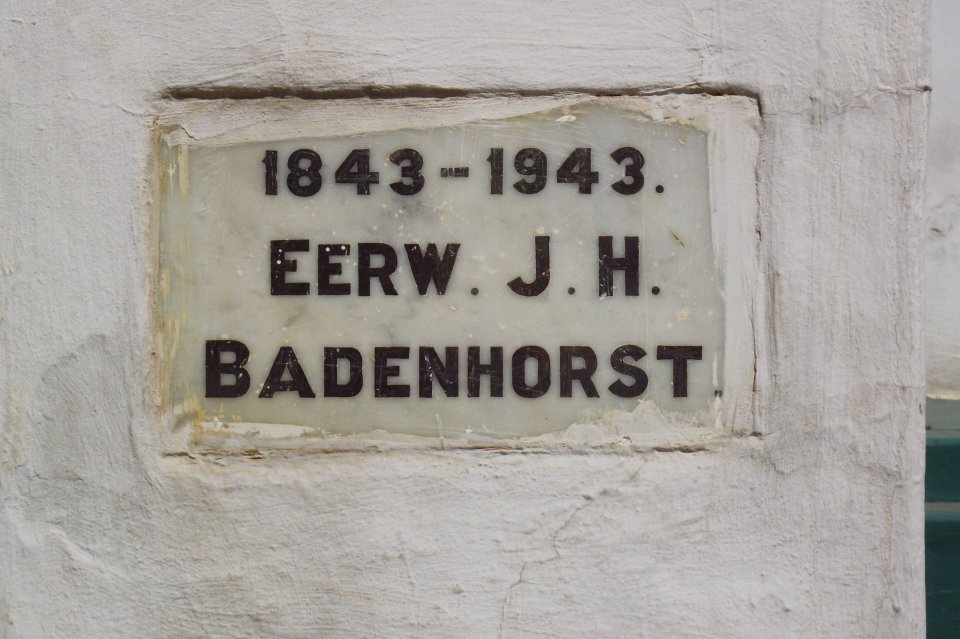 1843-1943.
EERW. J. H.
BADENHORST.